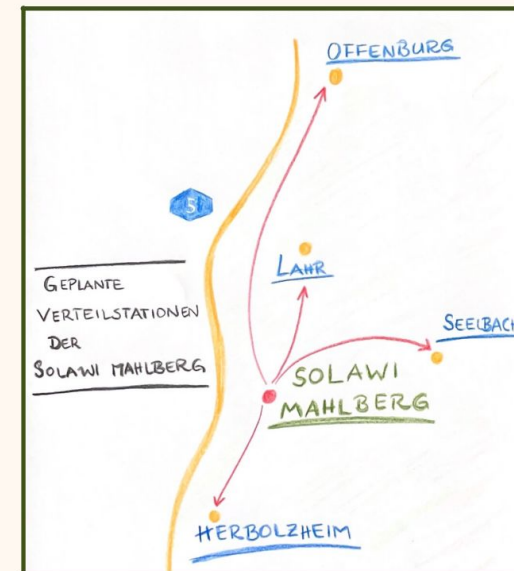 OFFENBURG
5
LAHR
GEPLANTE
VERTEILSTATIONEN
DER
SOLAWI MAHLBERG
SEELBACH
SOLAWI
MAHLBERG
HERBOLZHEIM